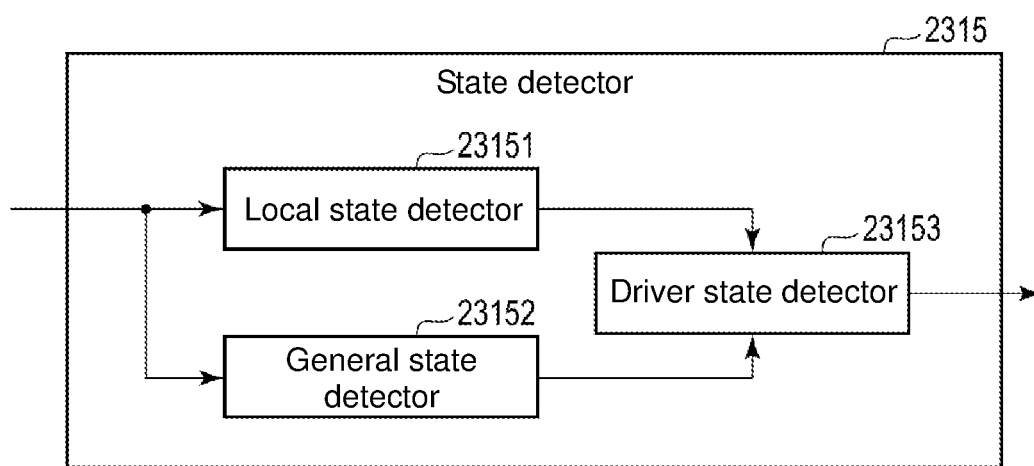 2315
State detector
23151
Local state detector
23153
Driver state detector
23152
General state
detector